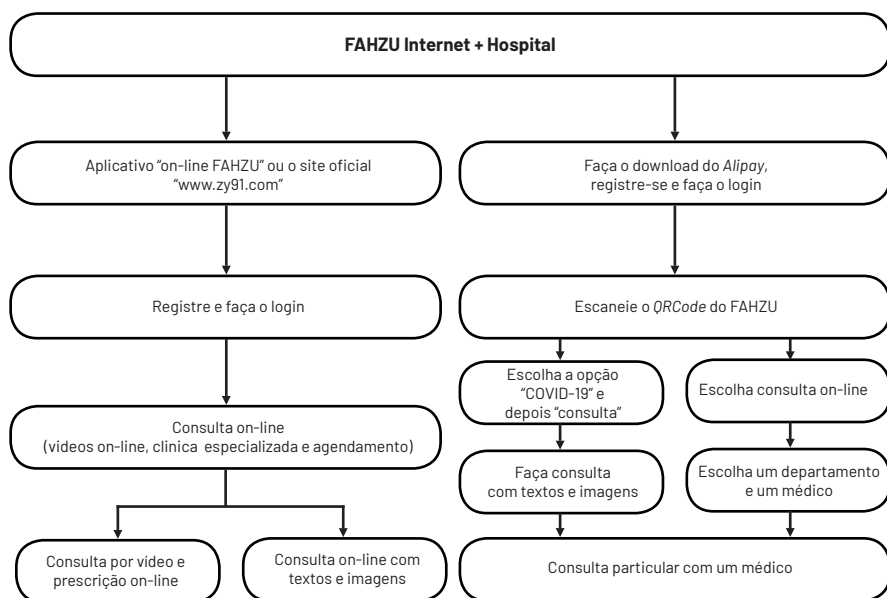 FAHZU Internet + Hospital
Aplicativo “on-line FAHZU” ou o site oficial
“www.zy91.com“
Registre e faça o login
Consulta on-line
(videos on-line, clinica especializada e agendamento)
Consulta por vídeo e
prescrição on-line
Consulta on-line com
textos e imagens
Faça o download do Alipay,
registre-se e faça o login
Escaneie o QRCode do FAHZU
Escolha a opção
“COVID-19” e
depois “consulta”
Faça consulta
com textos e imagens
Escolha consulta on-line
Escolha um departamento
e um médico
Consulta particular com um médico